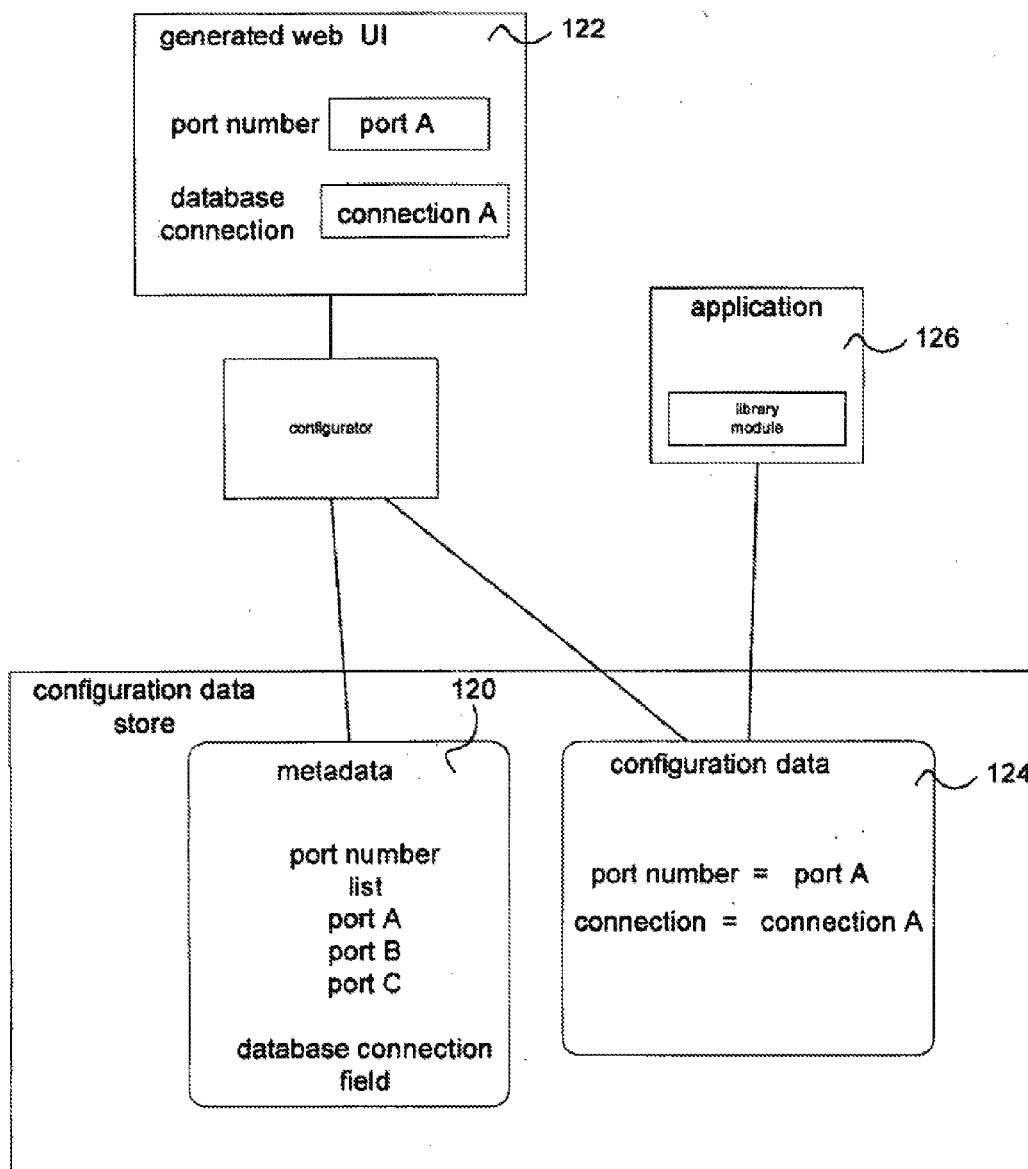 generated web UI
122
port number
port A
database
connection
connection A
application
126
library
module
configurator
configuration data
store
120
metadata
port number
list
port A
port B
port C
database connection
field
configuration data
124
port number = port A
connection = connection A